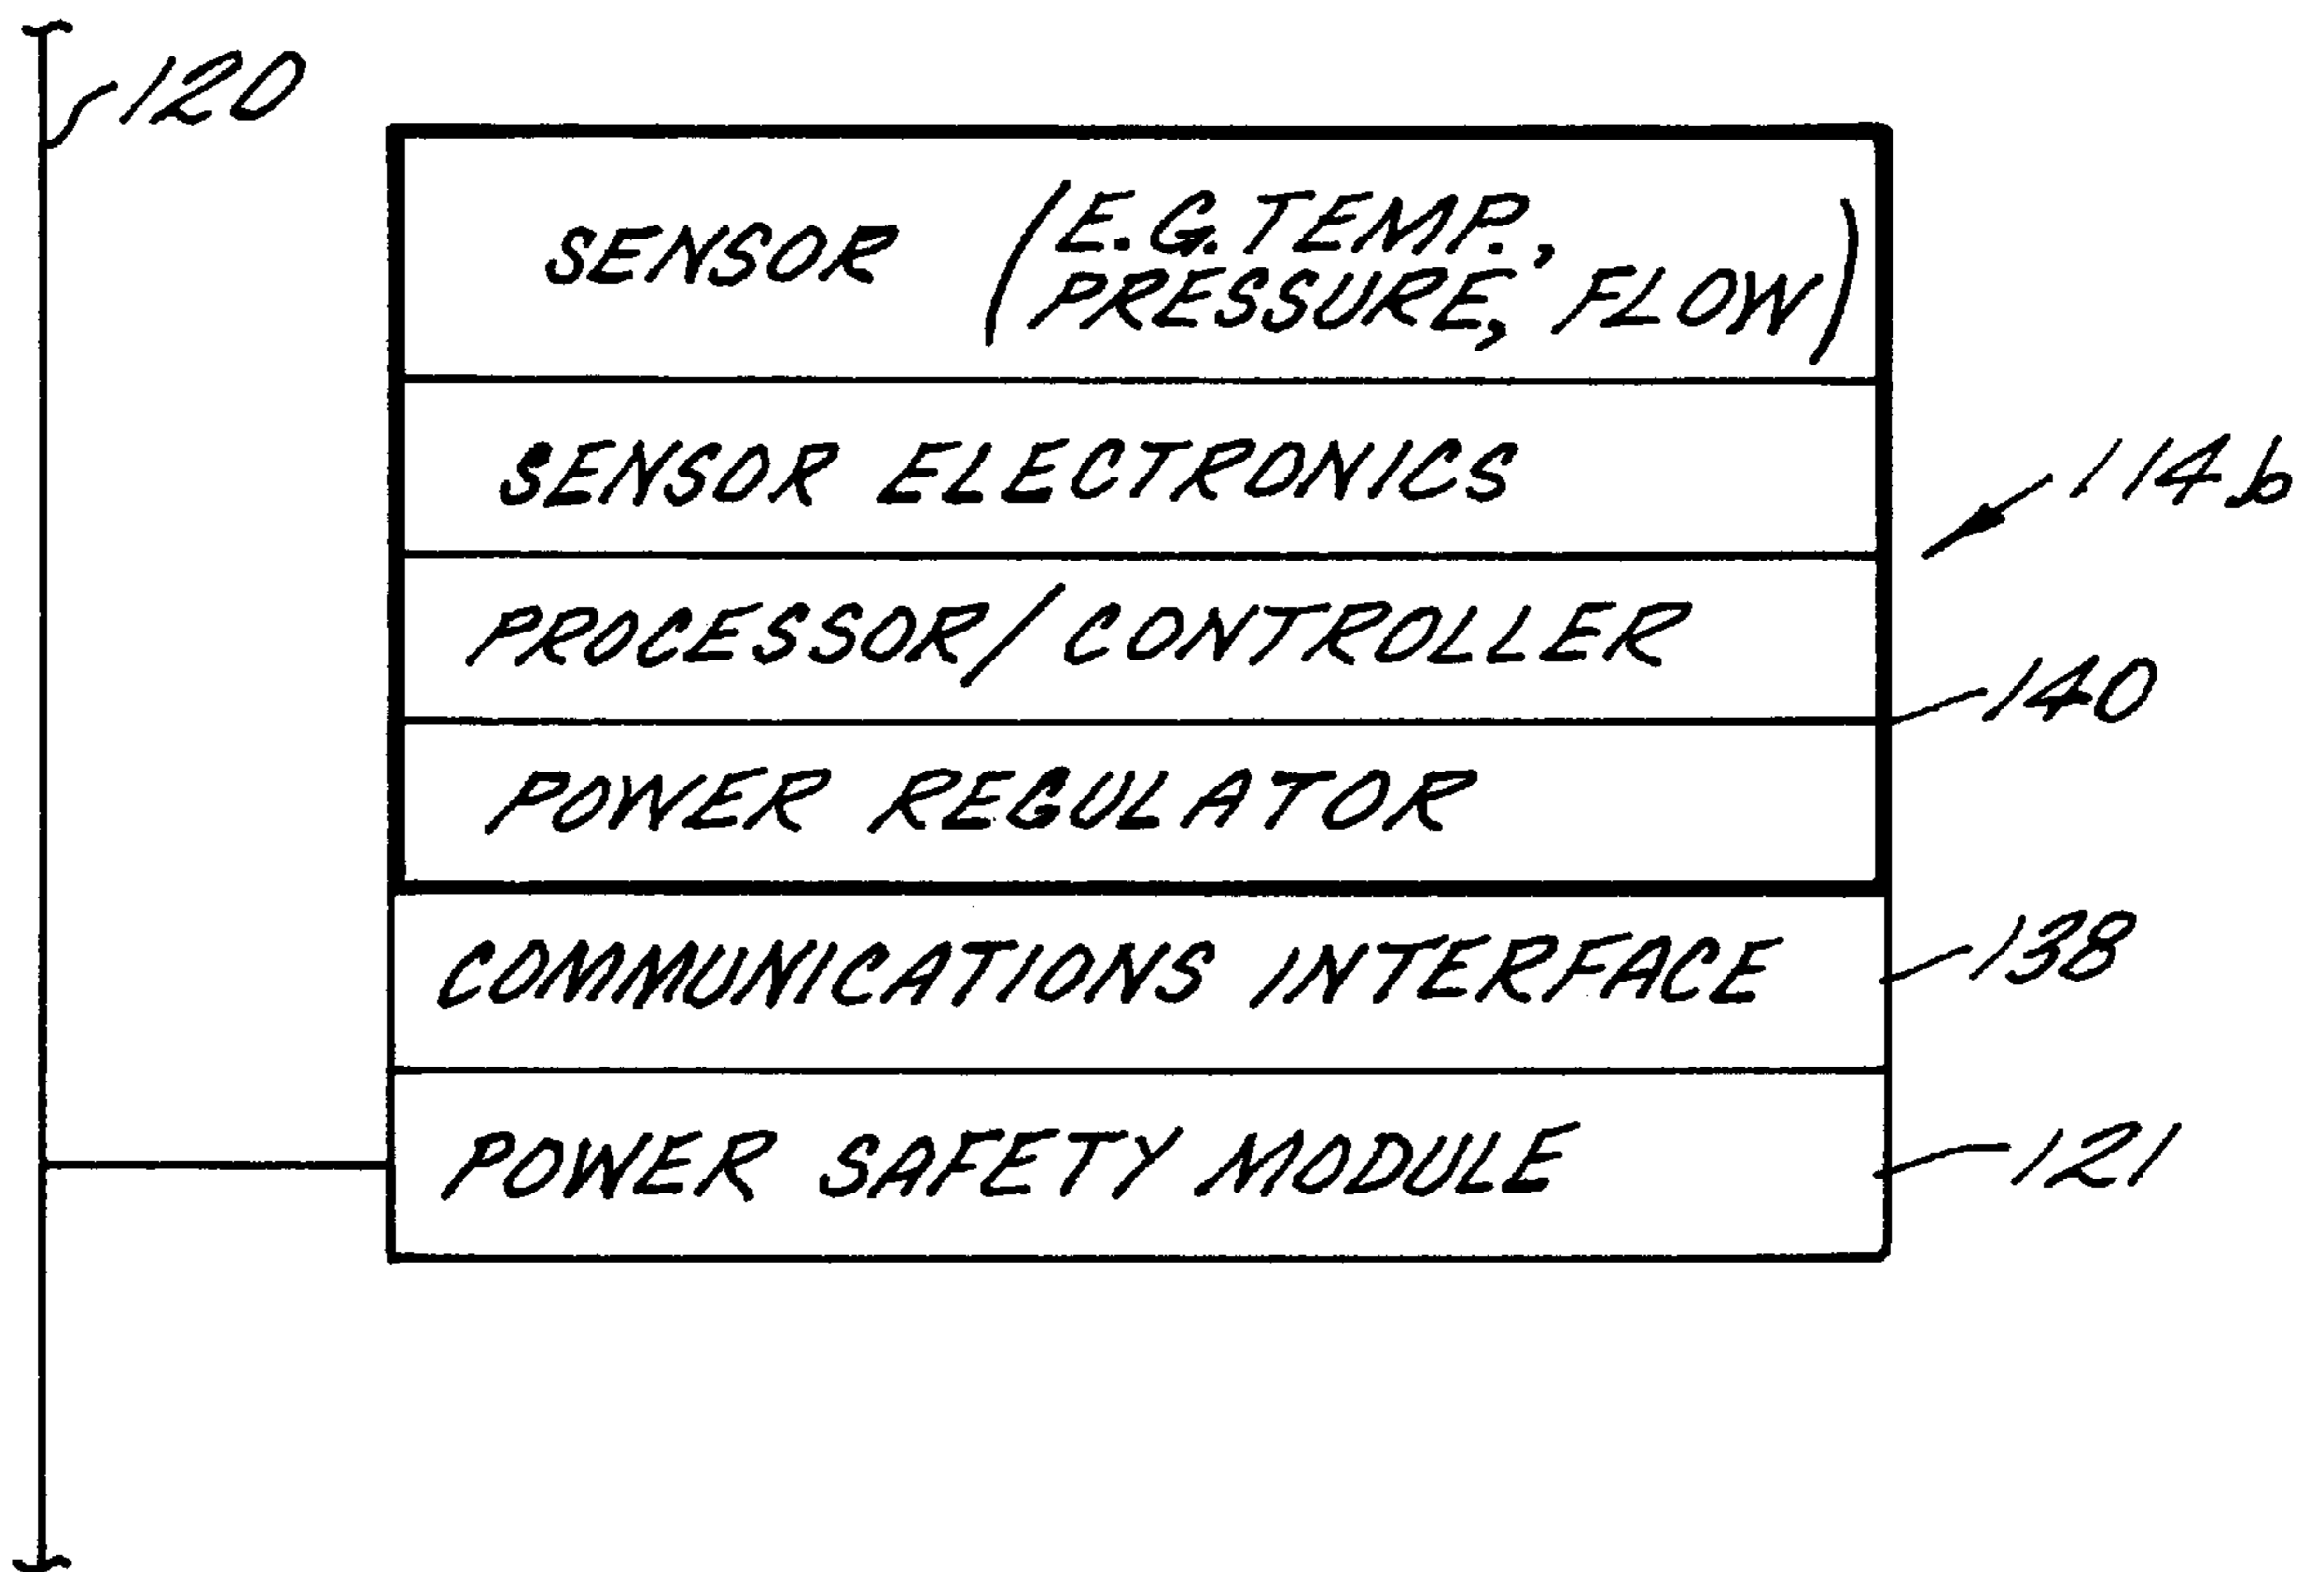 120
SENSOR (E.G. TEMP.,
PRESSURE, FLOW)
SENSOR ELECTRONICS
114b
PROCESSOR/CONTROLLER
140
POWER REGULATOR
COMMUNICATIONS INTERFACE
138
POWER SAFETY MODULE
121